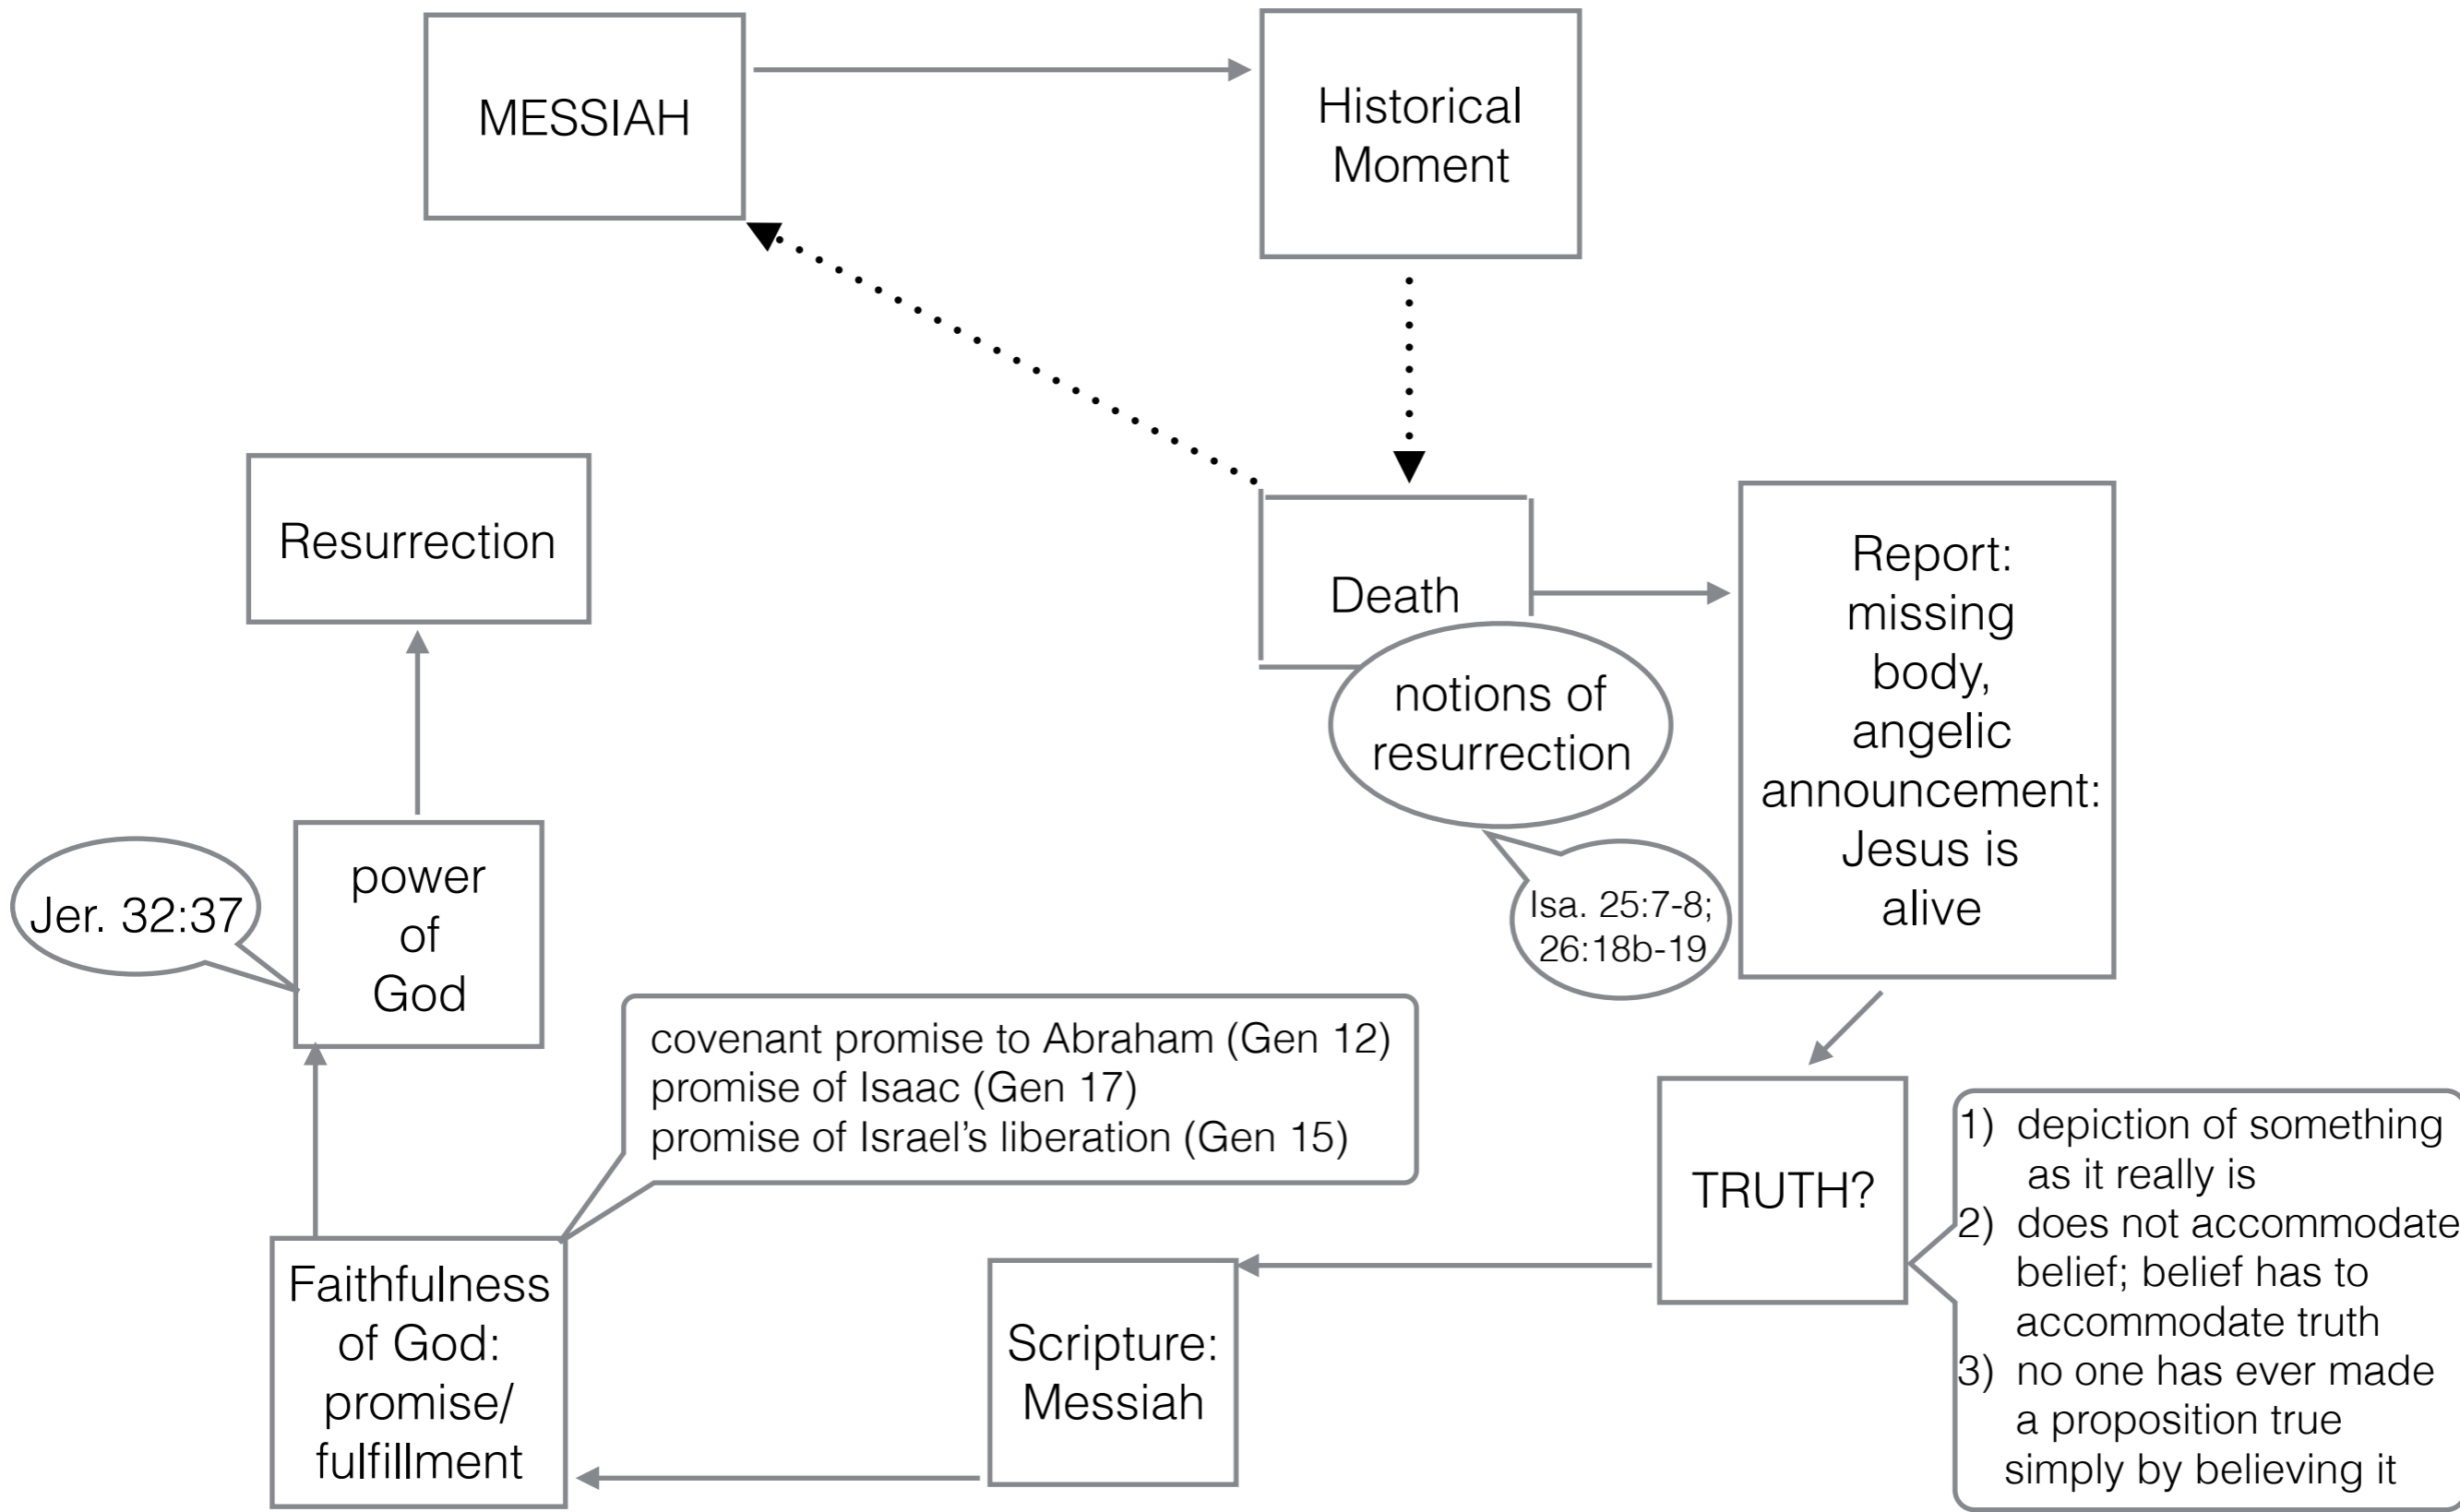 MESSIAH
Historical
Moment
Resurrection
Death
notions of
resurrection
Isa. 25:7-8;
26:18b-19
Report:
missing
body,
angelic
announcement:
Jesus is
alive
Jer. 32:37
power
of
God
covenant promise to Abraham (Gen 12)
promise of Isaac (Gen 17)
promise of Israel’s liberation (Gen 15)
TRUTH?
1) depiction of something
as it really is
2) does not accommodate
belief; belief has to
accommodate truth
3) no one has ever made
a proposition true
simply by believing it
Scripture:
Messiah
Faithfulness
of God:
promise/
fulfillment